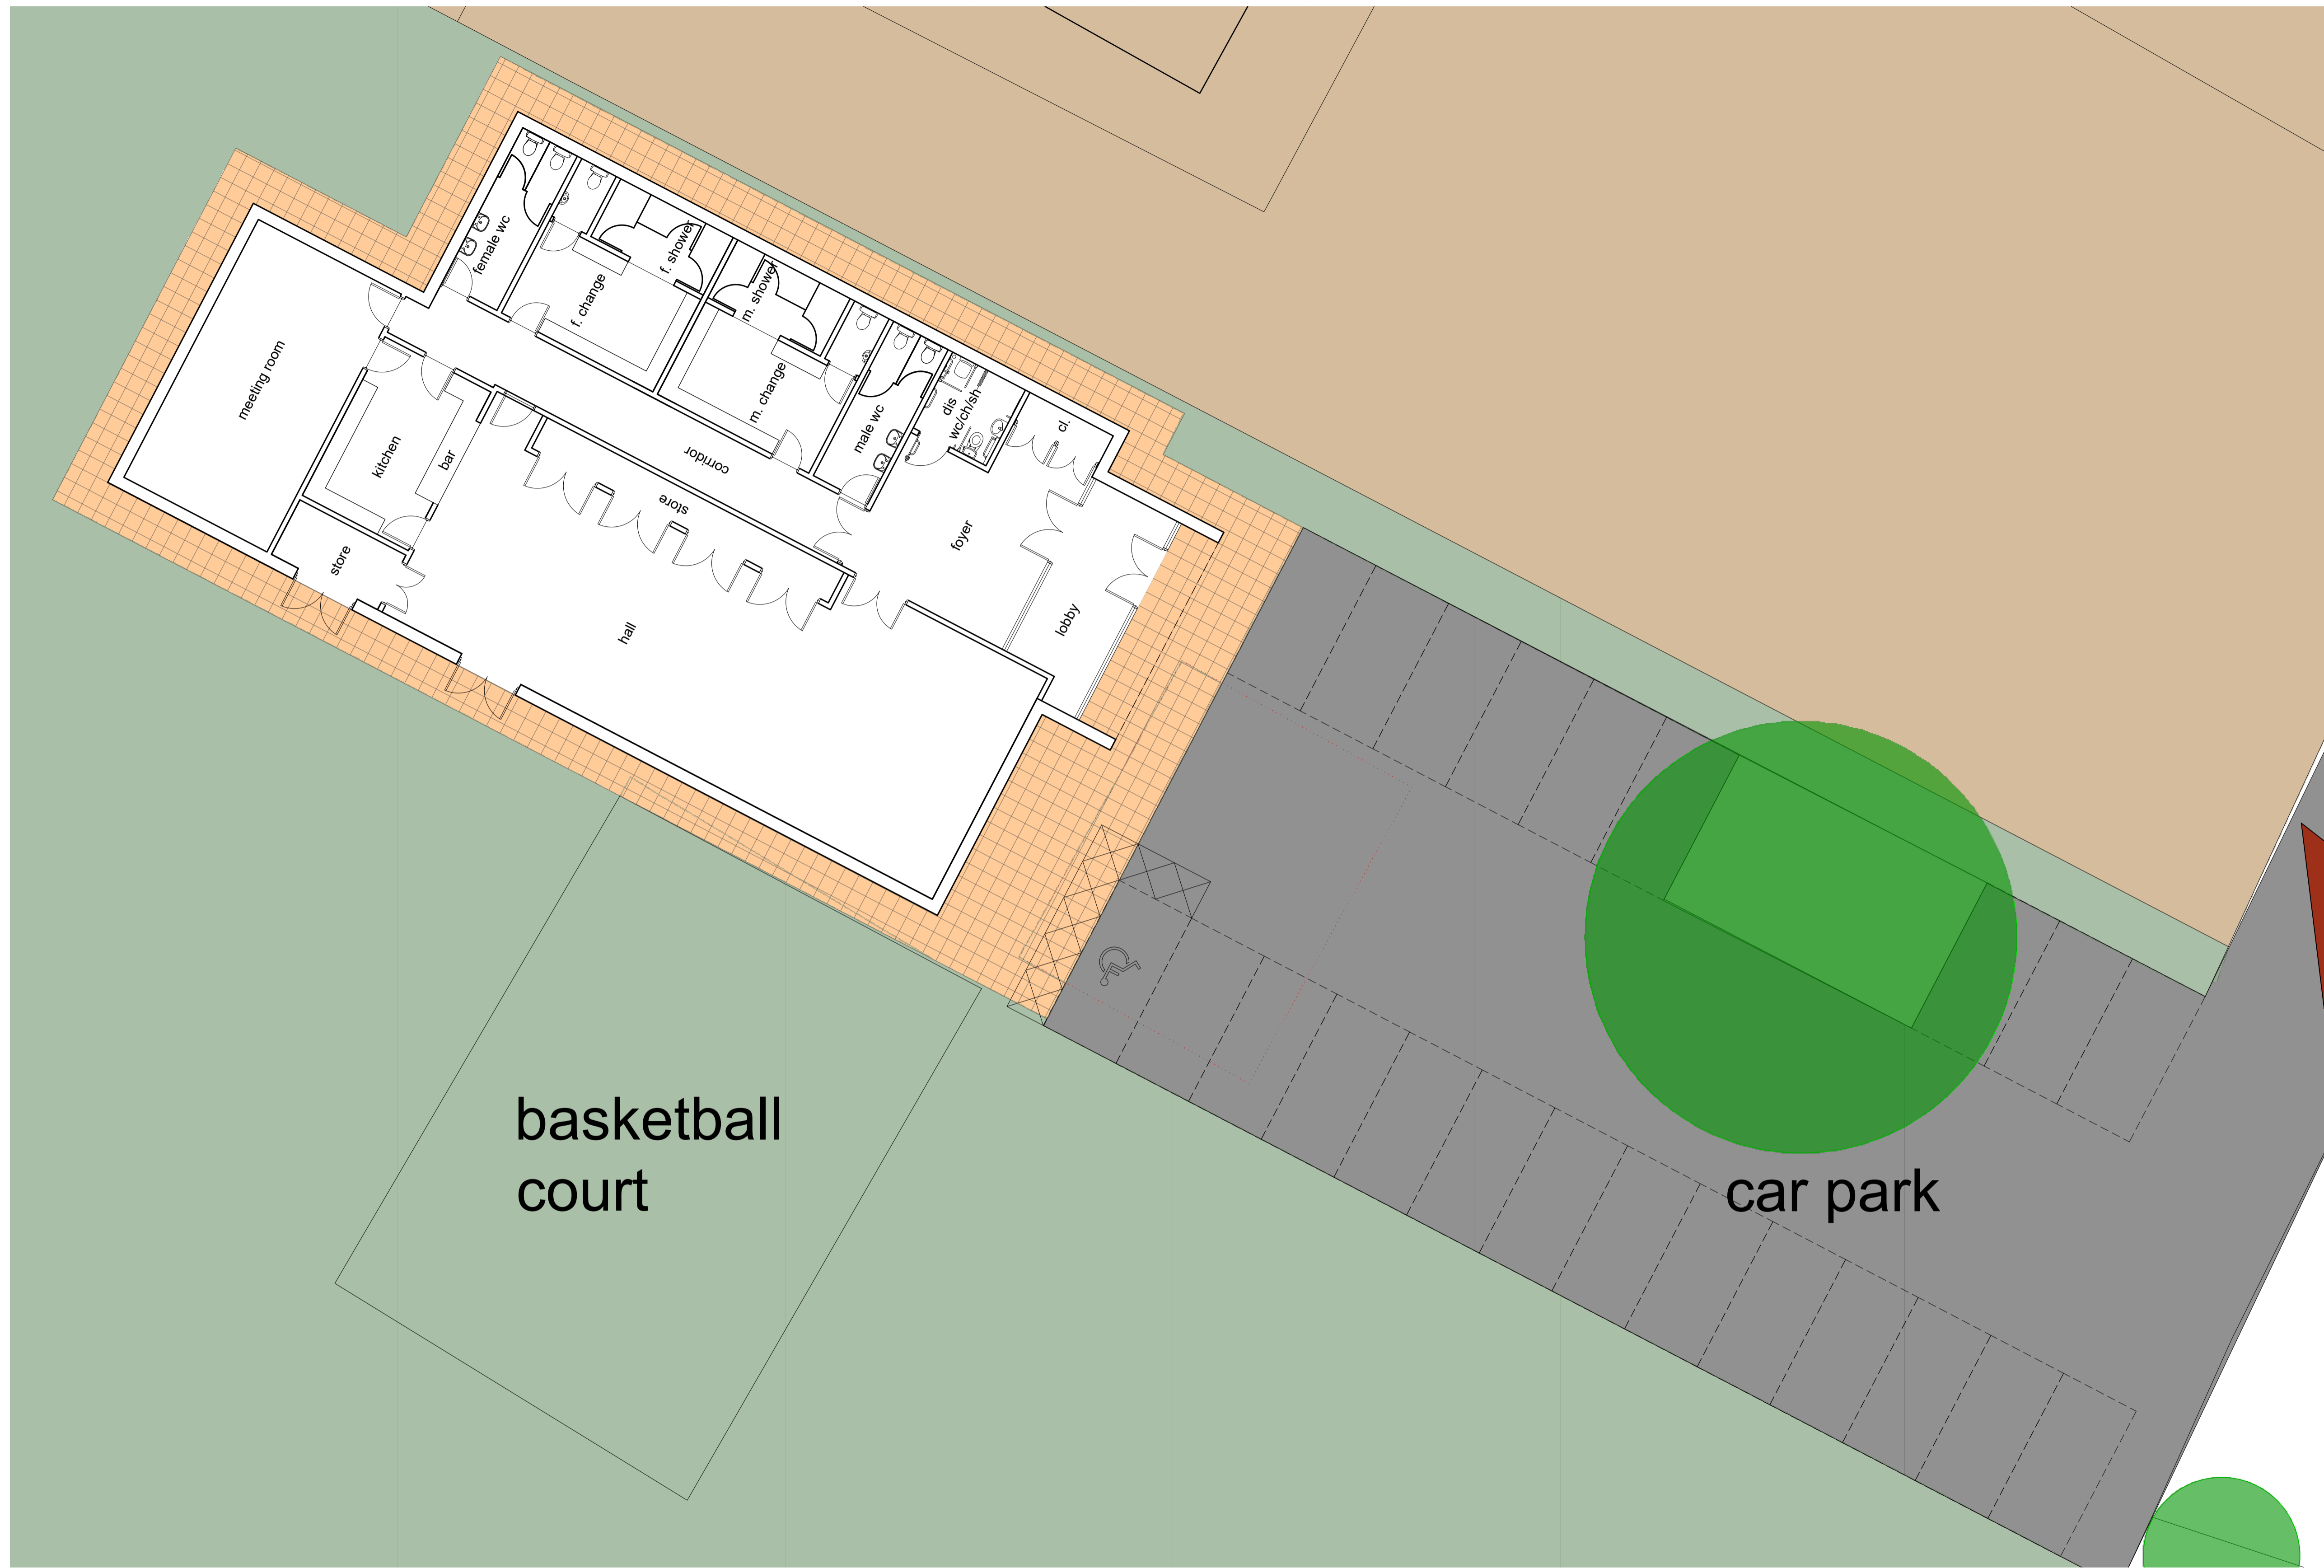 female wc
f. change
f. shower
m. shower
m. change
male wc
dis
wc/ch/sh
cl.
meeting room
kitchen
bar
corridor
store
store
foyer
lobby
hall
basketball
court
car park